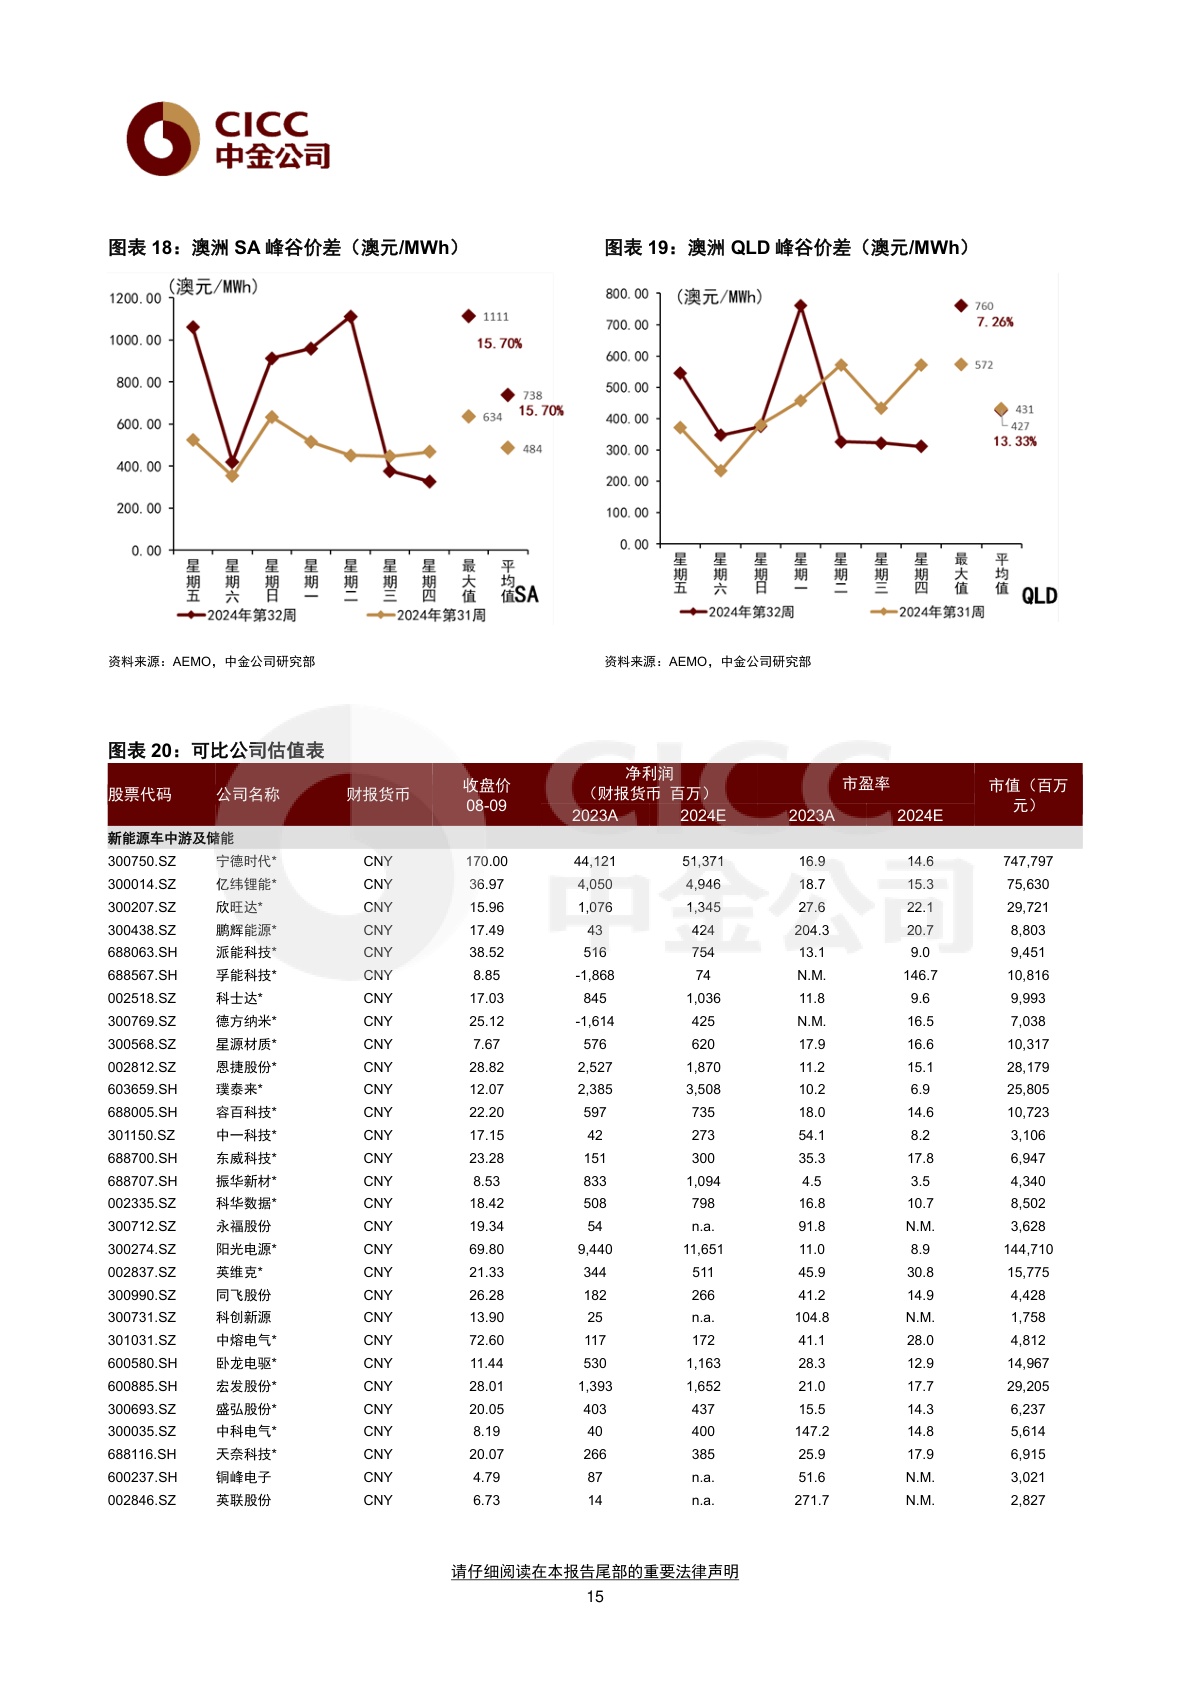 CICC
中金公司
图表 18：澳洲 SA 峰谷价差（澳元/MWh）
(澳元/MWh)
1200.00
1000.00
800.00
600.00
400.00
200.00
0.00
1111
15.70%
738
15.70%
634
484
星期五 星期六 星期日 星期一 星期二 星期三 星期四 最大值 平均值 SA
2024年第32周 2024年第31周
资料来源：AEMO，中金公司研究部
图表 19：澳洲 QLD 峰谷价差（澳元/MWh）
(澳元/MWh)
800.00
700.00
600.00
500.00
400.00
300.00
200.00
100.00
0.00
760
7.26%
572
431
427
13.33%
星期五 星期六 星期日 星期一 星期二 星期三 星期四 最大值 平均值 QLD
2024年第32周 2024年第31周
资料来源：AEMO，中金公司研究部
图表 20：可比公司估值表
股票代码 公司名称 财报货币 收盘价 08-09 净利润（财报货币 百万） 市盈率 市值（百万元）
2023A 2024E 2023A 2024E
新能源车中游及储能
300750.SZ 宁德时代* CNY 170.00 44,121 51,371 16.9 14.6 747,797
300014.SZ 亿纬锂能* CNY 36.97 4,050 4,946 18.7 15.3 75,630
300207.SZ 欣旺达* CNY 15.96 1,076 1,345 27.6 22.1 29,721
300438.SZ 鹏辉能源* CNY 17.49 43 424 204.3 20.7 8,803
688063.SH 派能科技* CNY 38.52 516 754 13.1 9.0 9,451
688567.SH 孚能科技* CNY 8.85 -1,868 74 N.M. 146.7 10,816
002518.SZ 科士达* CNY 17.03 845 1,036 11.8 9.6 9,993
300769.SZ 德方纳米* CNY 25.12 -1,614 425 N.M. 16.5 7,038
300568.SZ 星源材质* CNY 7.67 576 620 17.9 16.6 10,317
002812.SZ 恩捷股份* CNY 28.82 2,527 1,870 11.2 15.1 28,179
603659.SH 璞泰来* CNY 12.07 2,385 3,508 10.2 6.9 25,805
688005.SH 容百科技* CNY 22.20 597 735 18.0 14.6 10,723
301150.SZ 中一科技* CNY 17.15 42 273 54.1 8.2 3,106
688700.SH 东威科技* CNY 23.28 151 300 35.3 17.8 6,947
688707.SH 振华新材* CNY 8.53 833 1,094 4.5 3.5 4,340
002335.SZ 科华数据* CNY 18.42 508 798 16.8 10.7 8,502
300712.SZ 永福股份 CNY 19.34 54 n.a. 91.8 N.M. 3,628
300274.SZ 阳光电源* CNY 69.80 9,440 11,651 11.0 8.9 144,710
002837.SZ 英维克* CNY 21.33 344 511 45.9 30.8 15,775
300990.SZ 同飞股份 CNY 26.28 182 266 41.2 14.9 4,428
300731.SZ 科创新源 CNY 13.90 25 n.a. 104.8 N.M. 1,758
301031.SZ 中熔电气* CNY 72.60 117 172 41.1 28.0 4,812
600580.SH 卧龙电驱* CNY 11.44 530 1,163 28.3 12.9 14,967
600885.SH 宏发股份* CNY 28.01 1,393 1,652 21.0 17.7 29,205
300693.SZ 盛弘股份* CNY 20.05 403 437 15.5 14.3 6,237
300035.SZ 中科电气* CNY 8.19 40 400 147.2 14.8 5,614
688116.SH 天奈科技* CNY 20.07 266 385 25.9 17.9 6,915
600237.SH 铜峰电子 CNY 4.79 87 n.a. 51.6 N.M. 3,021
002846.SZ 英联股份 CNY 6.73 14 n.a. 271.7 N.M. 2,827
CICC
中金公司
请仔细阅读在本报告尾部的重要法律声明
15